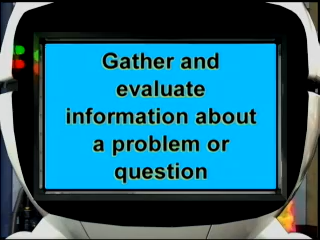 Gather and
evaluate
information about
a problem or
question